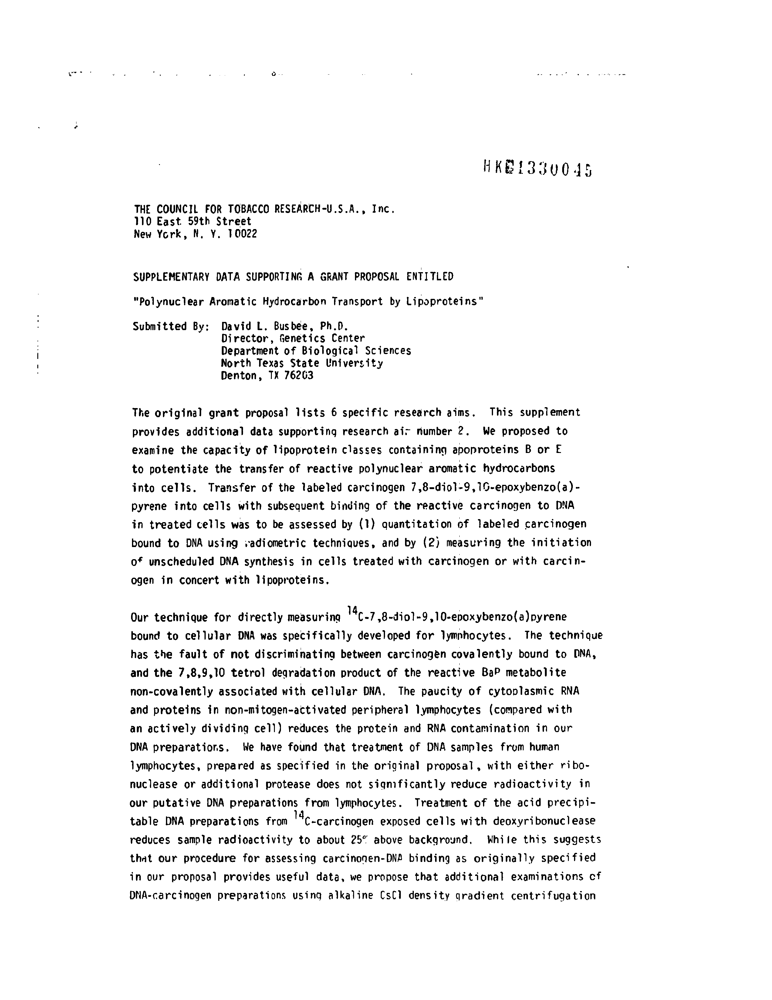 HK01330045
THE COUNCIL FOR TOBACCO RESEARCH-U.S.A., Inc.
110 East 59th Street
New York, N. Y. 10022
SUPPLEMENTARY DATA SUPPORTING A GRANT PROPOSAL ENTITLED
"Polynuclear Aromatic Hydrocarbon Transport by Lipoproteins"
Submitted By: David L. Busbee, Ph.D.
Director, Genetics Center
Department of Biological Sciences
North Texas State University
Denton, TX 76203
The original grant proposal lists 6 specific research aims. This supplement
provides additional data supporting research aim number 2. We proposed to
examine the capacity of lipoprotein classes containing apoproteins B or E
to potentiate the transfer of reactive polynuclear aromatic hydrocarbons
into cells. Transfer of the labeled carcinogen 7,8-diol-9,10-epoxybenzo(a)-
pyrene into cells with subsequent binding of the reactive carcinogen to DNA
in treated cells was to be assessed by (1) quantitation of labeled carcinogen
bound to DNA using radiometric techniques, and by (2) measuring the initiation
of unscheduled DNA synthesis in cells treated with carcinogen or with carcin-
ogen in concert with lipoproteins.
Our technique for directly measuring 14C-7,8-diol-9,10-epoxybenzo(a)pyrene
bound to cellular DNA was specifically developed for lymphocytes. The technique
has the fault of not discriminating between carcinogen covalently bound to DNA,
and the 7,8,9,10 tetrol degradation product of the reactive BaP metabolite
non-covalently associated with cellular DNA. The paucity of cytoplasmic RNA
and proteins in non-mitogen-activated peripheral lymphocytes (compared with
an actively dividing cell) reduces the protein and RNA contamination in our
DNA preparations. We have found that treatment of DNA samples from human
lymphocytes, prepared as specified in the original proposal, with either ribo-
nuclease or additional protease does not significantly reduce radioactivity in
our putative DNA preparations from lymphocytes. Treatment of the acid precipi-
table DNA preparations from 14C-carcinogen exposed cells with deoxyribonuclease
reduces sample radioactivity to about 25% above background. While this suggests
that our procedure for assessing carcinogen-DNA binding as originally specified
in our proposal provides useful data, we propose that additional examinations of
DNA-carcinogen preparations using alkaline CsCl density gradient centrifugation